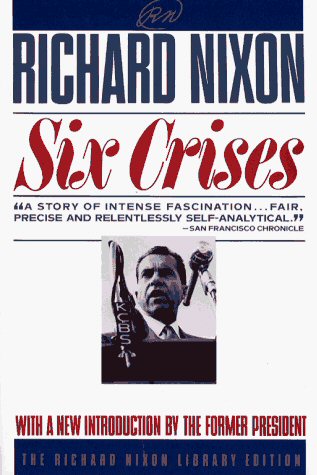 RN
RICHARD NIXON
Six Crises
“A STORY OF INTENSE FASCINATION...FAIR,
PRECISE AND RELENTLESSLY SELF-ANALYTICAL.”
—SAN FRANCISCO CHRONICLE
KCBS
WITH A NEW INTRODUCTION BY THE FORMER PRESIDENT
THE RICHARD NIXON LIBRARY EDITION